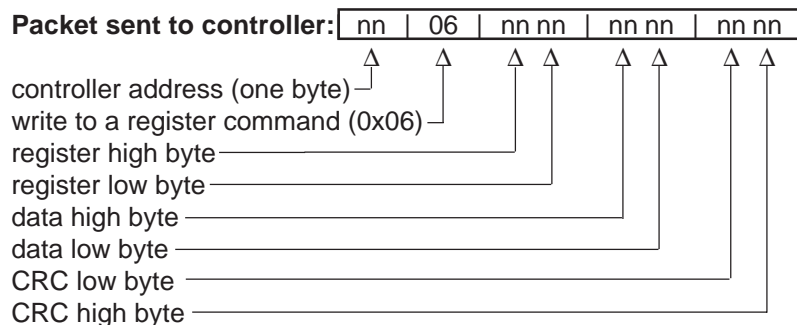 Packet sent to controller: nn | 06 | nn nn | nn nn | nn nn
controller address (one byte)
write to a register command (0x06)
register high byte
register low byte
data high byte
data low byte
CRC low byte
CRC high byte